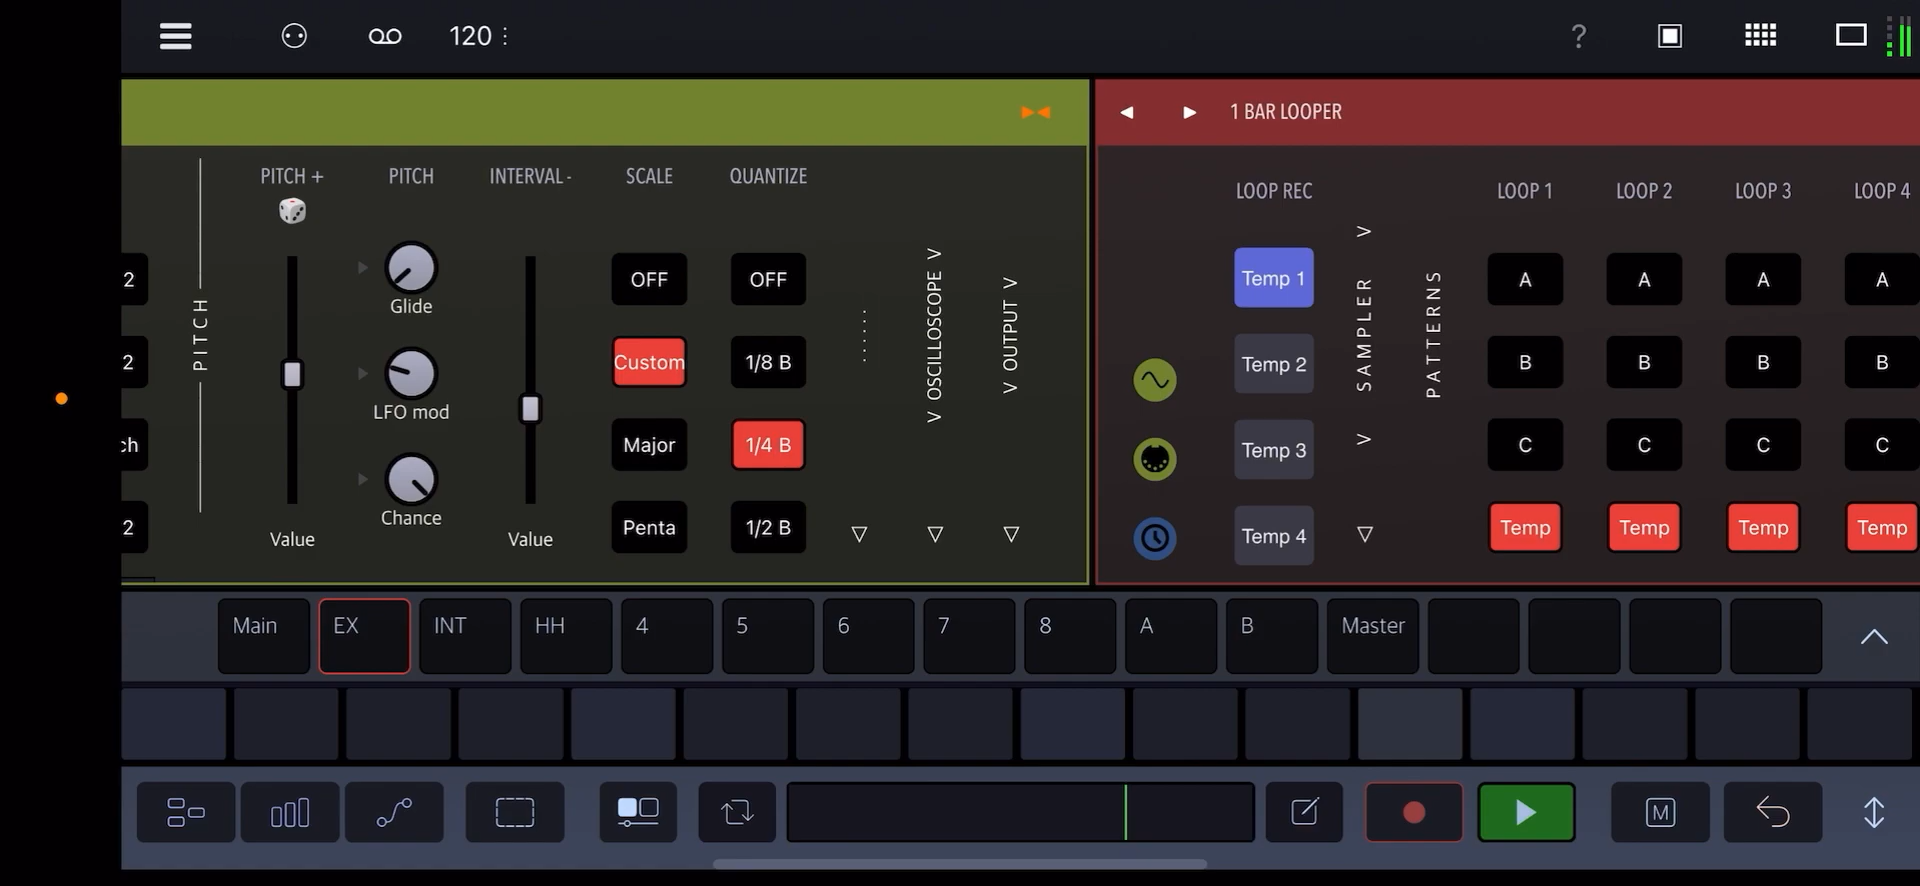 120
?
1 BAR LOOPER
PITCH
PITCH +
PITCH
INTERVAL -
SCALE
QUANTIZE
2
2
ch
2
Value
Glide
LFO mod
Chance
Value
OFF
Custom
Major
Penta
OFF
1/8 B
1/4 B
1/2 B
OSCILLOSCOPE
OUTPUT
LOOP REC
Temp 1
Temp 2
Temp 3
Temp 4
SAMPLER
PATTERNS
LOOP 1
LOOP 2
LOOP 3
LOOP 4
A
A
A
A
B
B
B
B
C
C
C
C
Temp
Temp
Temp
Temp
Main
EX
INT
HH
4
5
6
7
8
A
B
Master
M